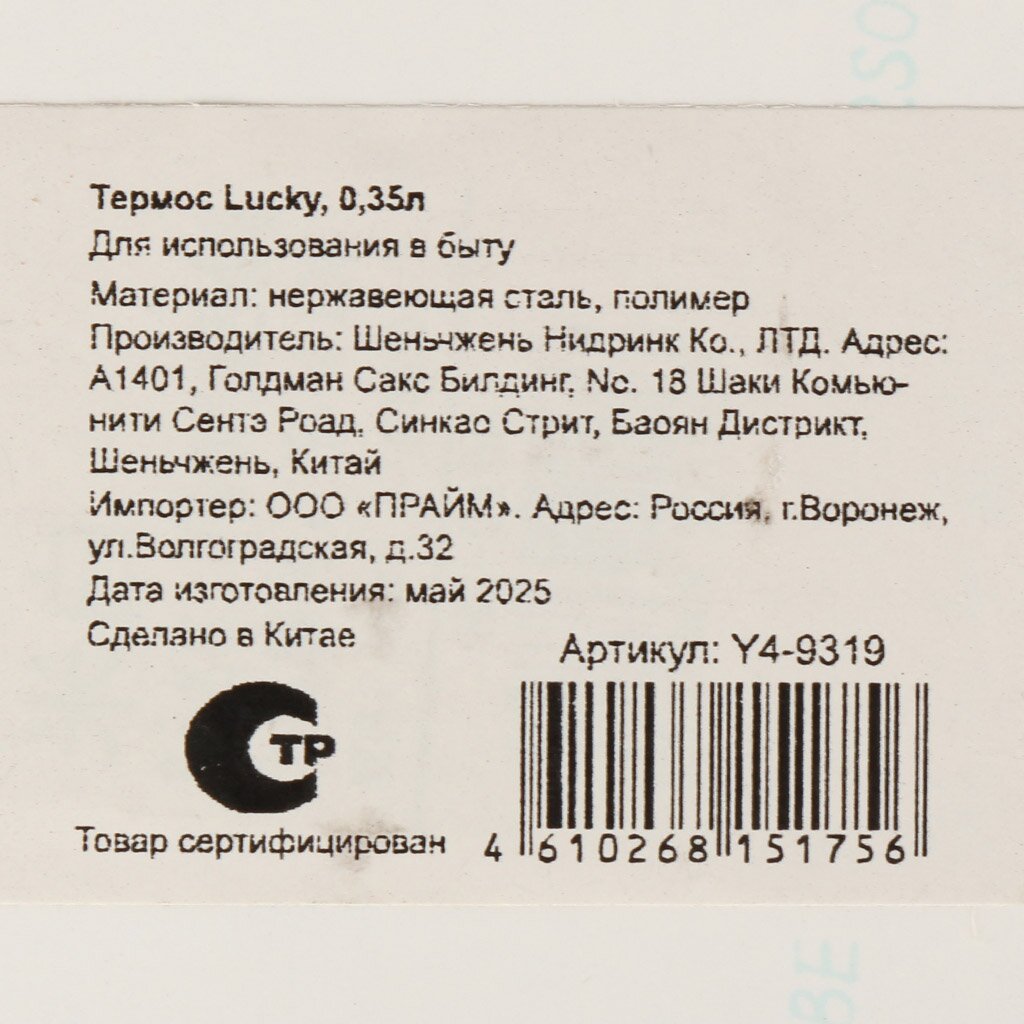 Термос Lucky, 0,35л
Для использования в быту
Материал: нержавеющая сталь, полимер
Производитель: Шеньчжень Нидринк Ко., ЛТД. Адрес:
А1401, Голдман Сакс Билдинг, No. 18 Шаки Комью-
нити Сентэ Роад, Синкао Стрит, Баоян Дистрикт,
Шеньчжень, Китай
Импортер: ООО «ПРАЙМ». Адрес: Россия, г.Воронеж,
ул.Волгоградская, д.32
Дата изготовления: май 2025
Сделано в Китае
Артикул: Y4-9319
ТР
Товар сертифицирован
4 610268 151756